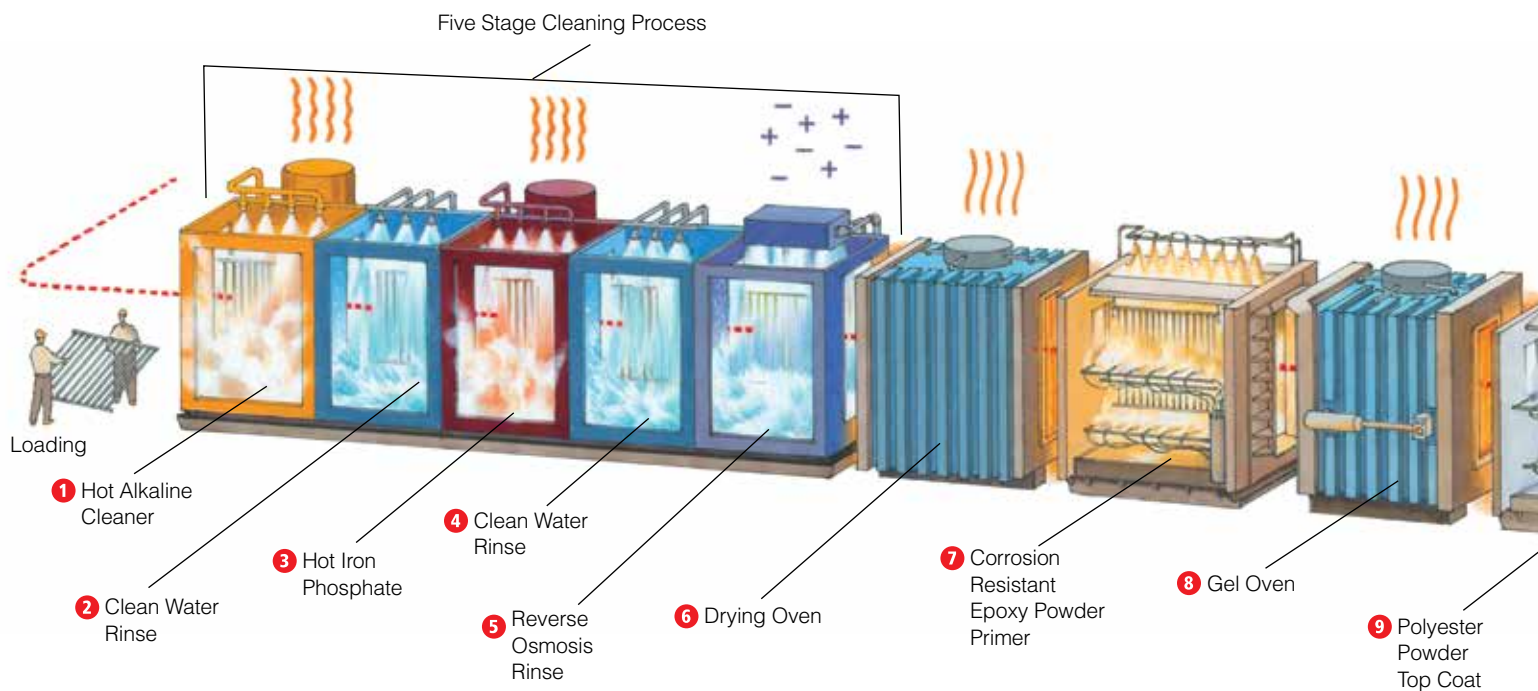 Five Stage Cleaning Process
Loading
1 Hot Alkaline
Cleaner
2 Clean Water
Rinse
3 Hot Iron
Phosphate
4 Clean Water
Rinse
5 Reverse
Osmosis
Rinse
6 Drying Oven
7 Corrosion
Resistant
Epoxy Powder
Primer
8 Gel Oven
9 Polyester
Powder
Top Coat